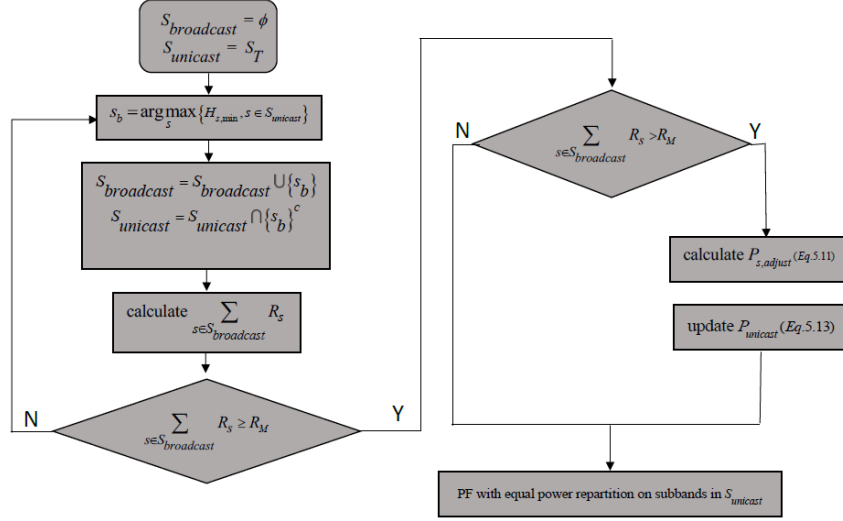 S_broadcast = ϕ
S_unicast = S_T
s_b = arg max_s {H_{s,min}, s ∈ S_unicast}
S_broadcast = S_broadcast ∪ {s_b}
S_unicast = S_unicast ∩ {s_b}^c
calculate ∑_{s∈S_broadcast} R_s
N
∑_{s∈S_broadcast} R_s ≥ R_M
Y
N
∑_{s∈S_broadcast} R_s > R_M
Y
calculate P_{s,adjust} (Eq.5.11)
update P_unicast (Eq.5.13)
PF with equal power repartition on subbands in S_unicast